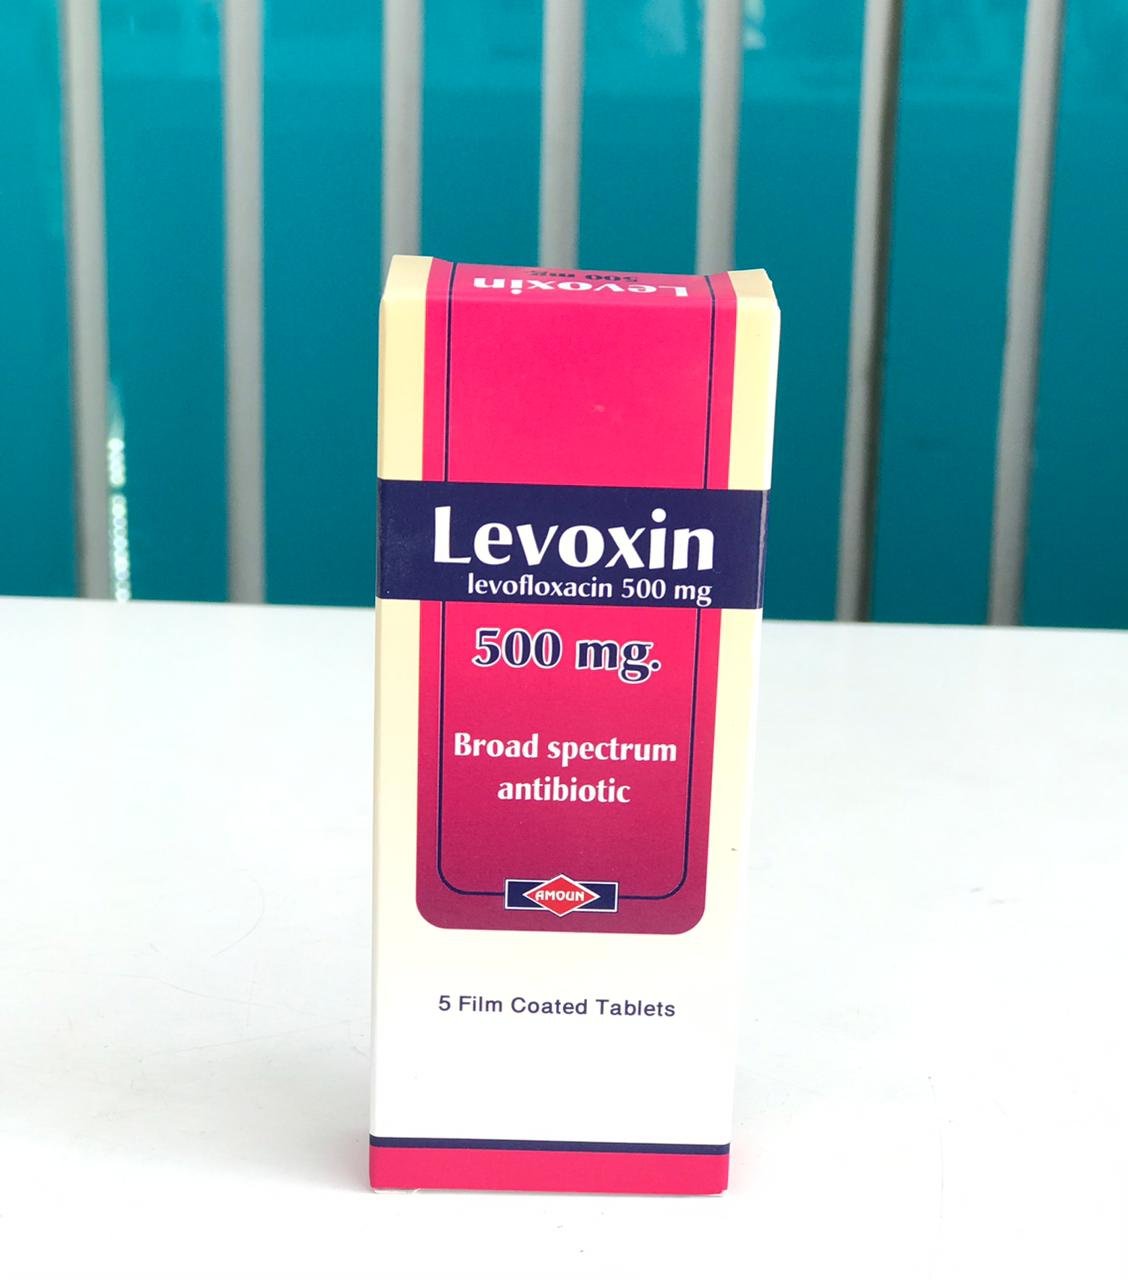 Levoxin
500 mg.
Levoxin
levofloxacin 500 mg
500 mg.
Broad spectrum
antibiotic
AMOUN
5 Film Coated Tablets